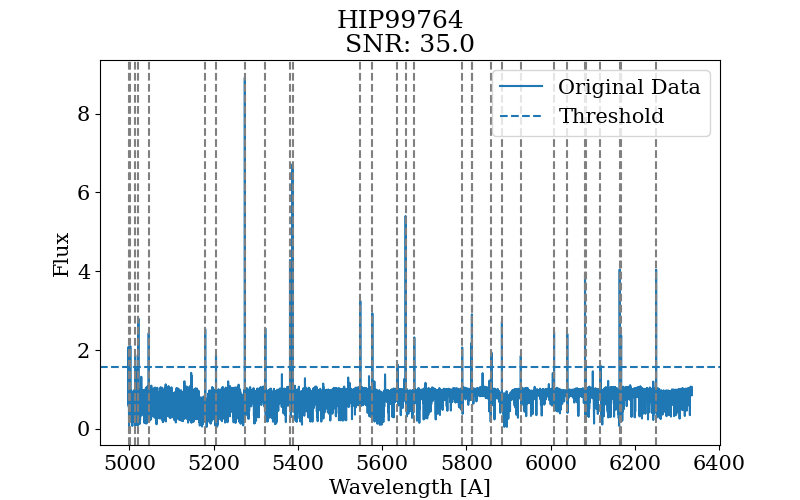 HIP99764
SNR: 35.0
Original Data
Threshold
Flux
8
6
4
2
0
5000 5200 5400 5600 5800 6000 6200 6400
Wavelength [A]